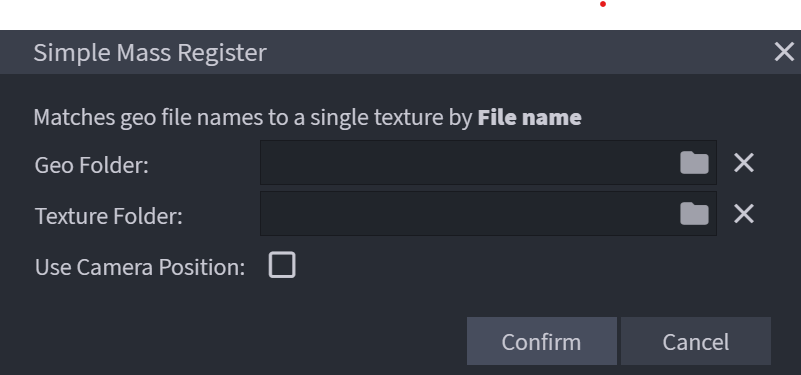 Simple Mass Register
Matches geo file names to a single texture by File name
Geo Folder:
Texture Folder:
Use Camera Position:
Confirm Cancel